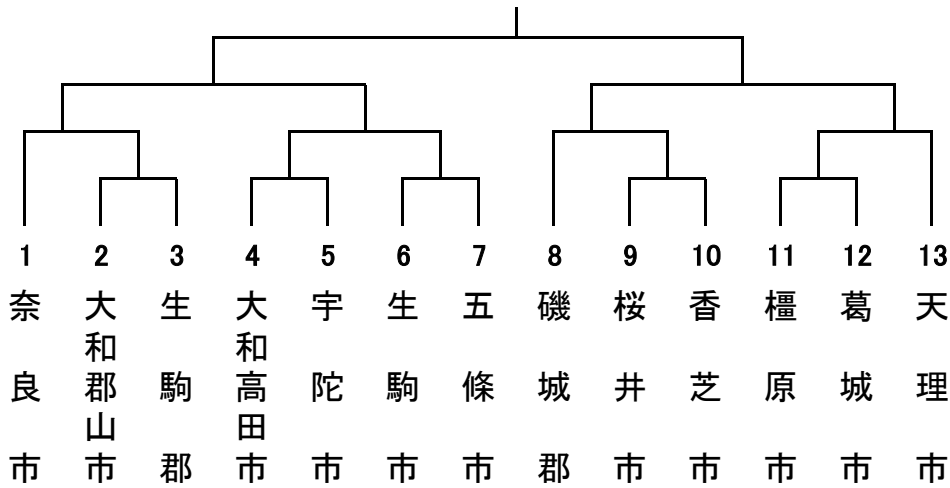 1 2 3 4 5 6 7 8 9 10 11 12 13
奈良市
大和郡山市
生駒郡
大和高田市
宇陀市
生駒市
五條市
磯城郡
桜井市
香芝市
橿原市
葛城市
天理市